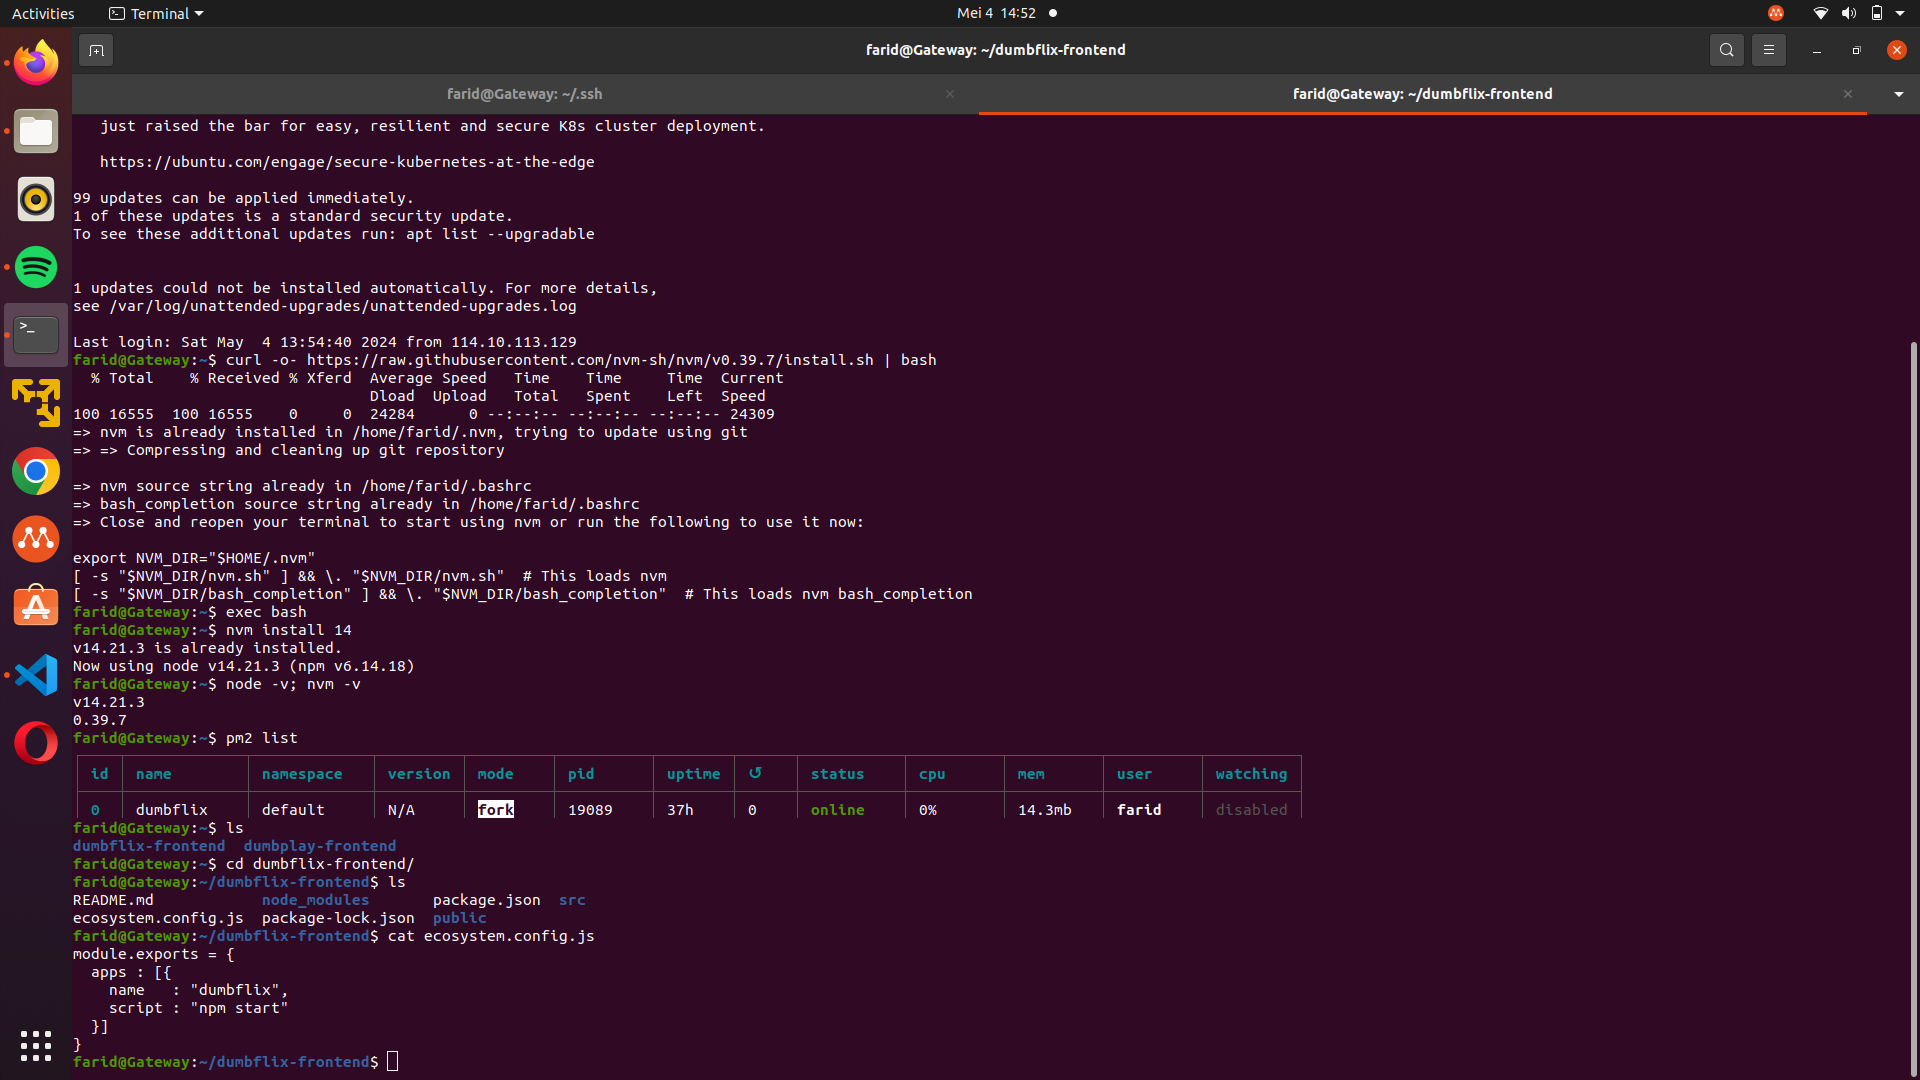 Activities
Terminal
Mei 4 14:52
farid@Gateway: ~/dumbflix-frontend
farid@Gateway: ~/.ssh
farid@Gateway: ~/dumbflix-frontend
just raised the bar for easy, resilient and secure K8s cluster deployment.
https://ubuntu.com/engage/secure-kubernetes-at-the-edge
99 updates can be applied immediately.
1 of these updates is a standard security update.
To see these additional updates run: apt list --upgradable
1 updates could not be installed automatically. For more details,
see /var/log/unattended-upgrades/unattended-upgrades.log
Last login: Sat May  4 13:54:40 2024 from 114.10.113.129
farid@Gateway:~$ curl -o- https://raw.githubusercontent.com/nvm-sh/nvm/v0.39.7/install.sh | bash
  % Total    % Received % Xferd  Average Speed   Time    Time     Time  Current
                                 Dload  Upload   Total   Spent    Left  Speed
100 16555  100 16555    0     0  24284      0 --:--:-- --:--:-- --:--:-- 24309
=> nvm is already installed in /home/farid/.nvm, trying to update using git
=> => Compressing and cleaning up git repository
=> nvm source string already in /home/farid/.bashrc
=> bash_completion source string already in /home/farid/.bashrc
=> Close and reopen your terminal to start using nvm or run the following to use it now:
export NVM_DIR="$HOME/.nvm"
[ -s "$NVM_DIR/nvm.sh" ] && \. "$NVM_DIR/nvm.sh"  # This loads nvm
[ -s "$NVM_DIR/bash_completion" ] && \. "$NVM_DIR/bash_completion"  # This loads nvm bash_completion
farid@Gateway:~$ exec bash
farid@Gateway:~$ nvm install 14
v14.21.3 is already installed.
Now using node v14.21.3 (npm v6.14.18)
farid@Gateway:~$ node -v; nvm -v
v14.21.3
0.39.7
farid@Gateway:~$ pm2 list
id name namespace version mode pid uptime ↺ status cpu mem user watching
0 dumbflix default N/A fork 19089 37h 0 online 0% 14.3mb farid disabled
farid@Gateway:~$ ls
dumbflix-frontend  dumbplay-frontend
farid@Gateway:~$ cd dumbflix-frontend/
farid@Gateway:~/dumbflix-frontend$ ls
README.md            node_modules       package.json  src
ecosystem.config.js  package-lock.json  public
farid@Gateway:~/dumbflix-frontend$ cat ecosystem.config.js
module.exports = {
  apps : [{
    name   : "dumbflix",
    script : "npm start"
  }]
}
farid@Gateway:~/dumbflix-frontend$